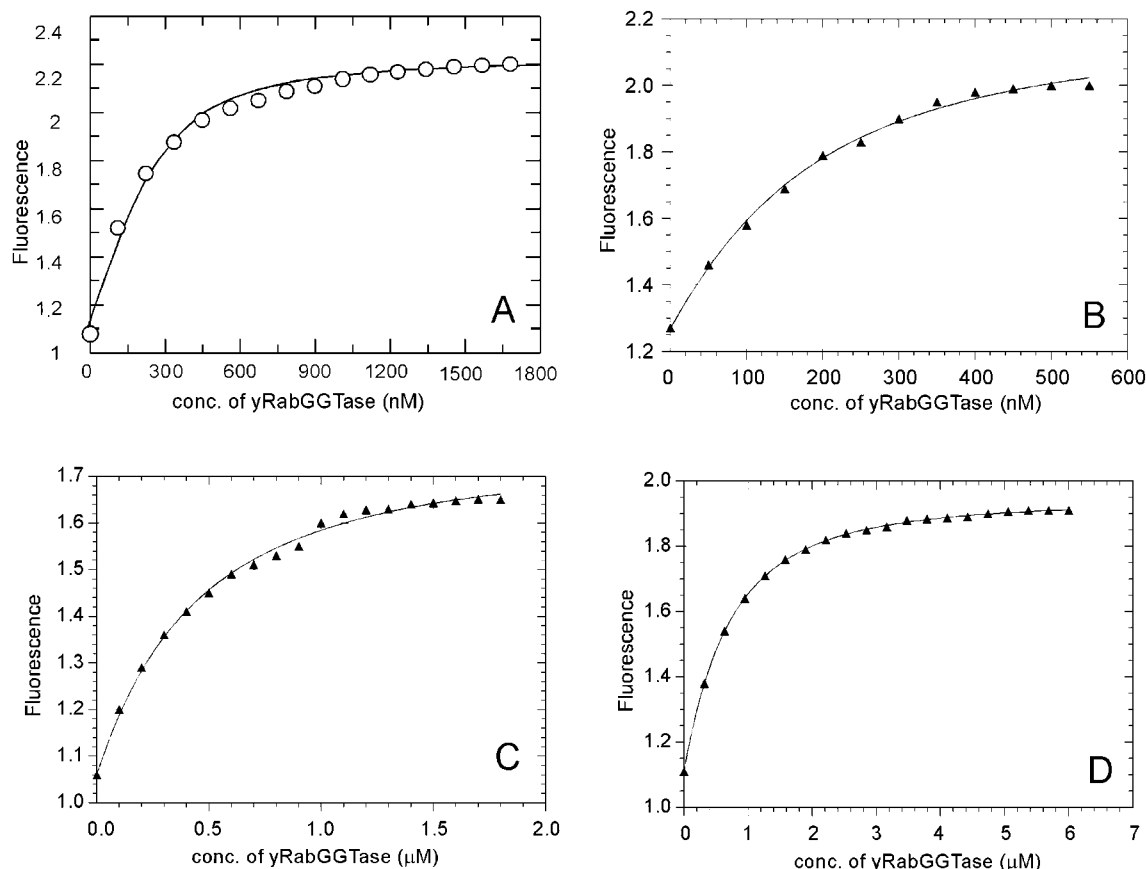 2.4
2.2
2
1.8
1.6
1.4
1.2
1
Fluorescence
A
0 300 600 900 1200 1500 1800
conc. of yRabGGTase (nM)
2.2
2.0
1.8
1.6
1.4
1.2
Fluorescence
B
0 100 200 300 400 500 600
conc. of yRabGGTase (nM)
1.7
1.6
1.5
1.4
1.3
1.2
1.1
1.0
Fluorescence
C
0.0 0.5 1.0 1.5 2.0
conc. of yRabGGTase (μM)
2.0
1.8
1.6
1.4
1.2
1.0
Fluorescence
D
0 1 2 3 4 5 6 7
conc. of yRabGGTase (μM)